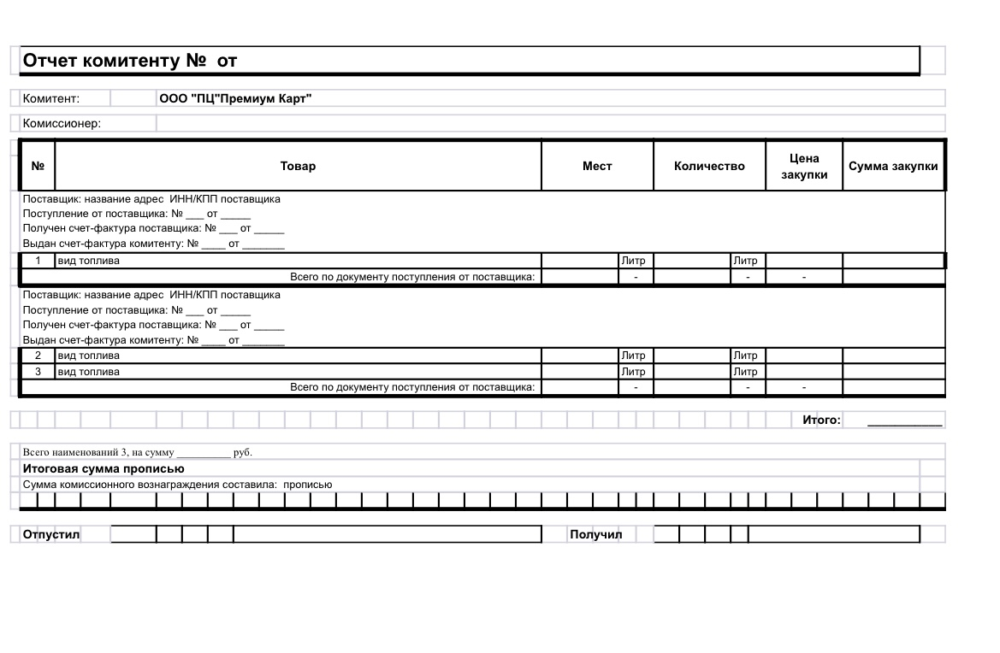 Отчет комитенту №  от
Комитент: ООО "ПЦ"Премиум Карт"
Комиссионер:
№ Товар Мест Количество Цена закупки Сумма закупки
Поставщик: название адрес  ИНН/КПП поставщика
Поступление от поставщика: № ___ от _____
Получен счет-фактура поставщика: № ___ от _____
Выдан счет-фактура комитенту: № ____ от _______
1 вид топлива Литр Литр
Всего по документу поступления от поставщика: - - -
Поставщик: название адрес  ИНН/КПП поставщика
Поступление от поставщика: № ___ от _____
Получен счет-фактура поставщика: № ___ от _____
Выдан счет-фактура комитенту: № ____ от _______
2 вид топлива Литр Литр
3 вид топлива Литр Литр
Всего по документу поступления от поставщика: - - -
Итого: ___________
Всего наименований 3, на сумму __________ руб.
Итоговая сумма прописью
Сумма комиссионного вознаграждения составила:  прописью
Отпустил Получил